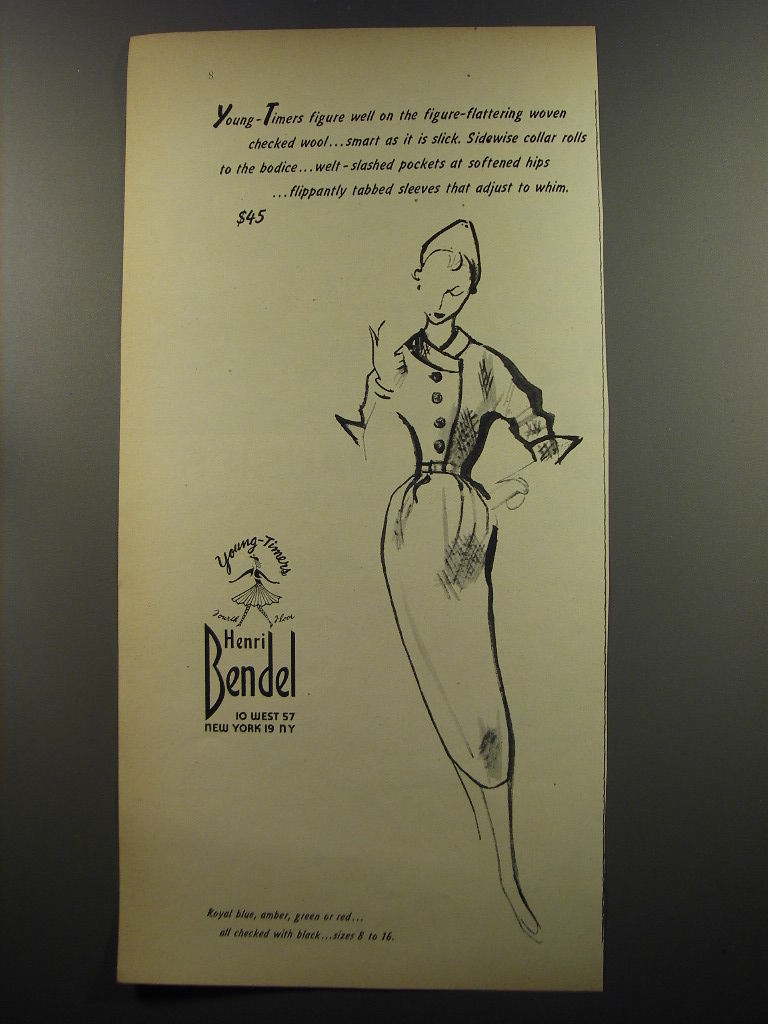 8
Young-Timers figure well on the figure-flattering woven
checked wool...smart as it is slick. Sidewise collar rolls
to the bodice...welt-slashed pockets at softened hips
...flippantly tabbed sleeves that adjust to whim.
$45
Young-Timers
Fourth Floor
Henri
Bendel
10 WEST 57
NEW YORK 19 NY
Royal blue, amber, green or red...
all checked with black...sizes 8 to 16.